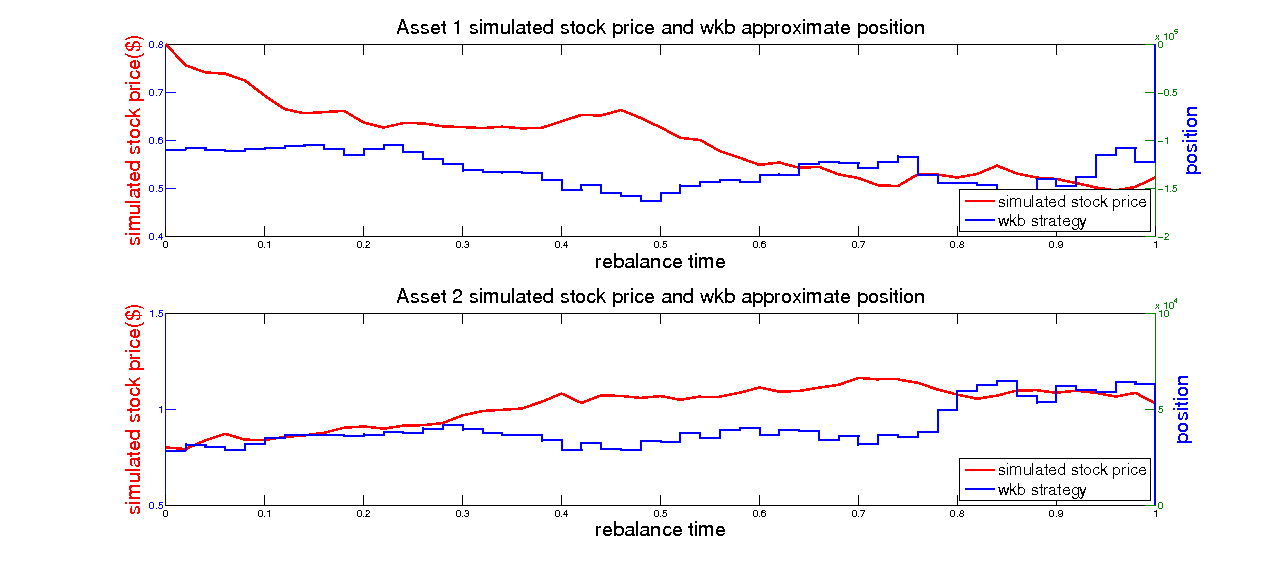 Asset 1 simulated stock price and wkb approximate position
x 10
simulated stock price($)
0.8
0.7
0.6
0.5
0.4
0
-0.5
-1
-1.5
-2
position
simulated stock price
wkb strategy
0 0.1 0.2 0.3 0.4 0.5 0.6 0.7 0.8 0.9 1
rebalance time
Asset 2 simulated stock price and wkb approximate position
x 10^4
simulated stock price($)
1.5
1
0.5
10
5
0
position
simulated stock price
wkb strategy
0 0.1 0.2 0.3 0.4 0.5 0.6 0.7 0.8 0.9 1
rebalance time